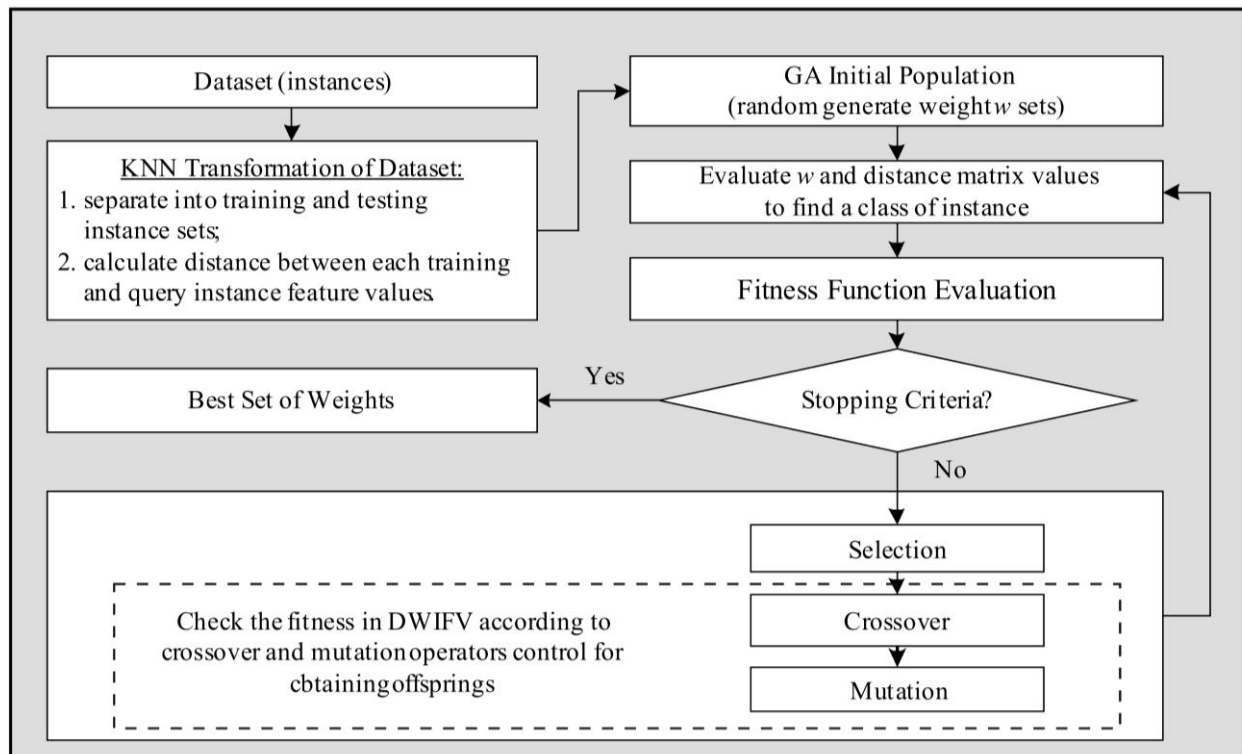 Dataset (instances)
KNN Transformation of Dataset:
1. separate into training and testing
instance sets;
2. calculate distance between each training
and query instance feature values.
GA Initial Population
(random generate weight w sets)
Evaluate w and distance matrix values
to find a class of instance
Fitness Function Evaluation
Stopping Criteria?
Yes
Best Set of Weights
No
Selection
Check the fitness in DWIFV according to
crossover and mutation operators control for
cbtaining offsprings
Crossover
Mutation